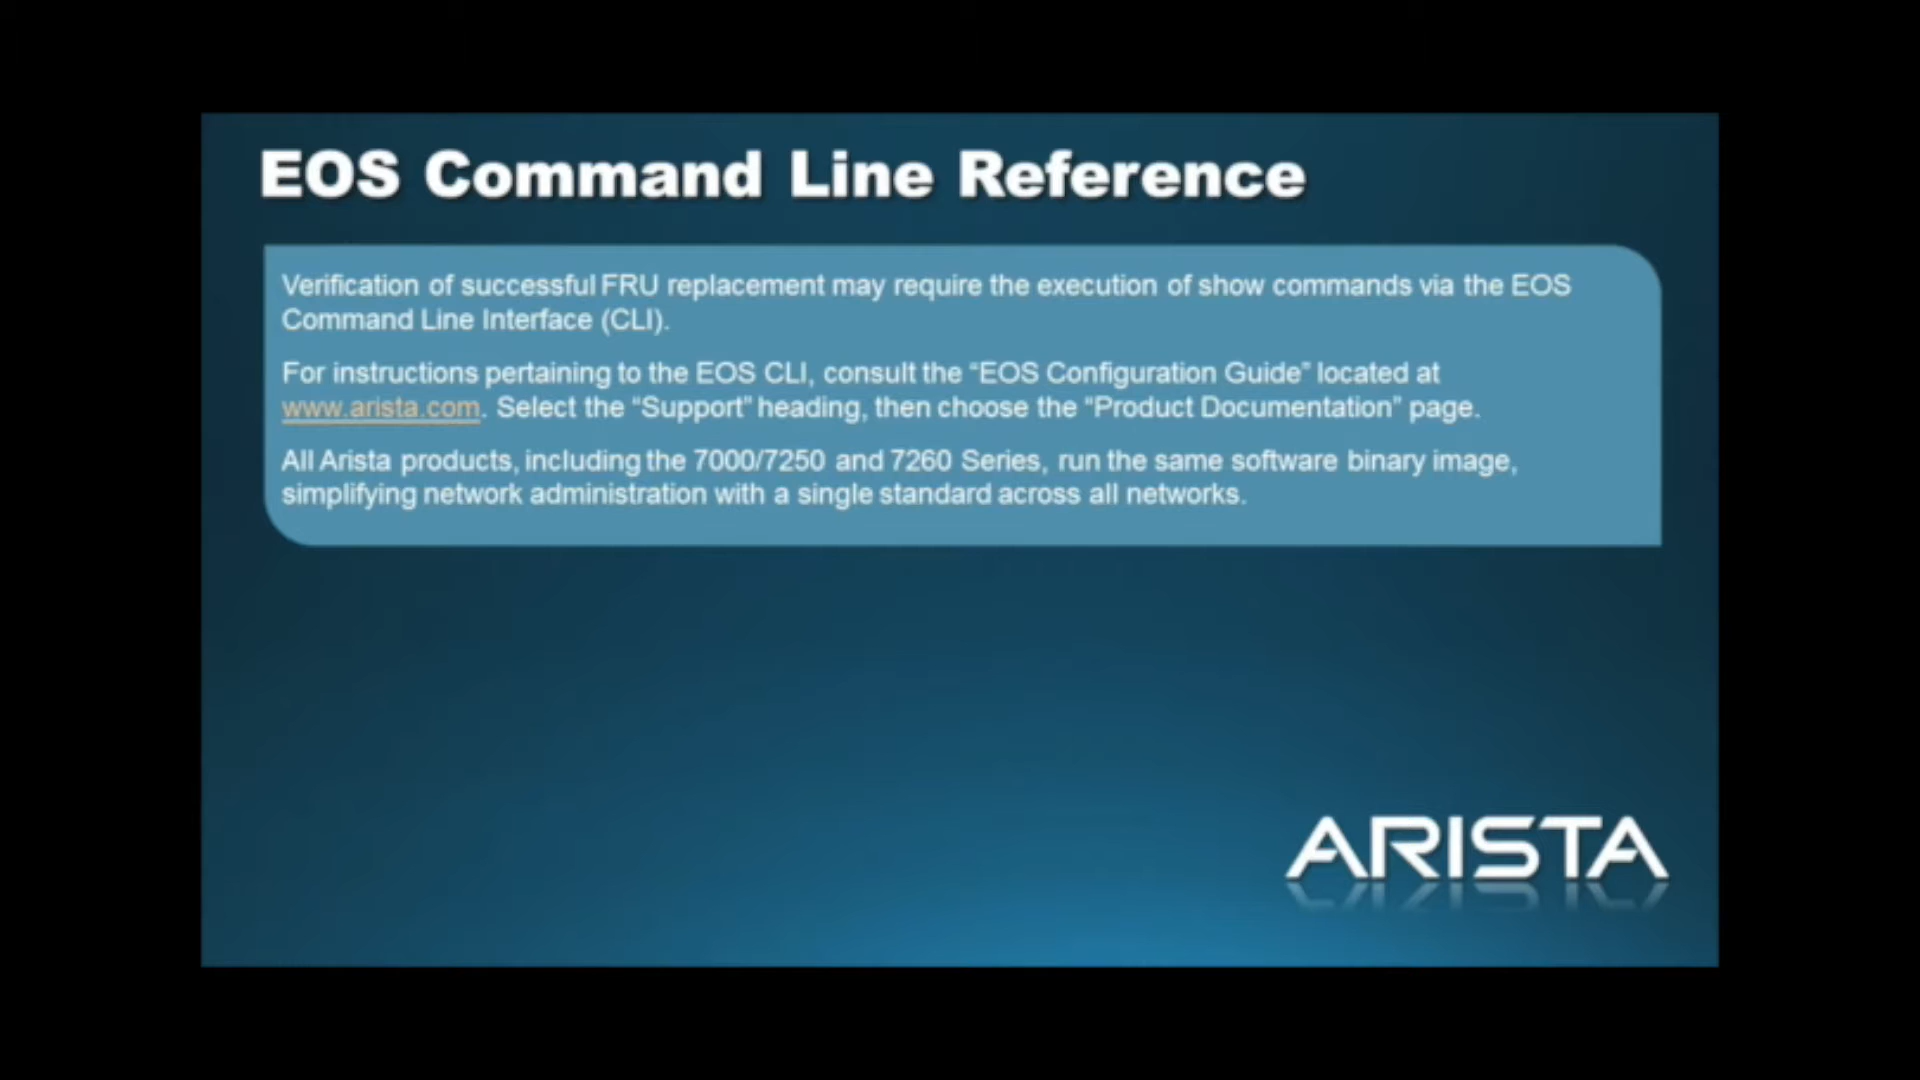 EOS Command Line Reference
Verification of successful FRU replacement may require the execution of show commands via the EOS
Command Line Interface (CLI).
For instructions pertaining to the EOS CLI, consult the “EOS Configuration Guide” located at
www.arista.com. Select the “Support” heading, then choose the “Product Documentation” page.
All Arista products, including the 7000/7250 and 7260 Series, run the same software binary image,
simplifying network administration with a single standard across all networks.
ARISTA